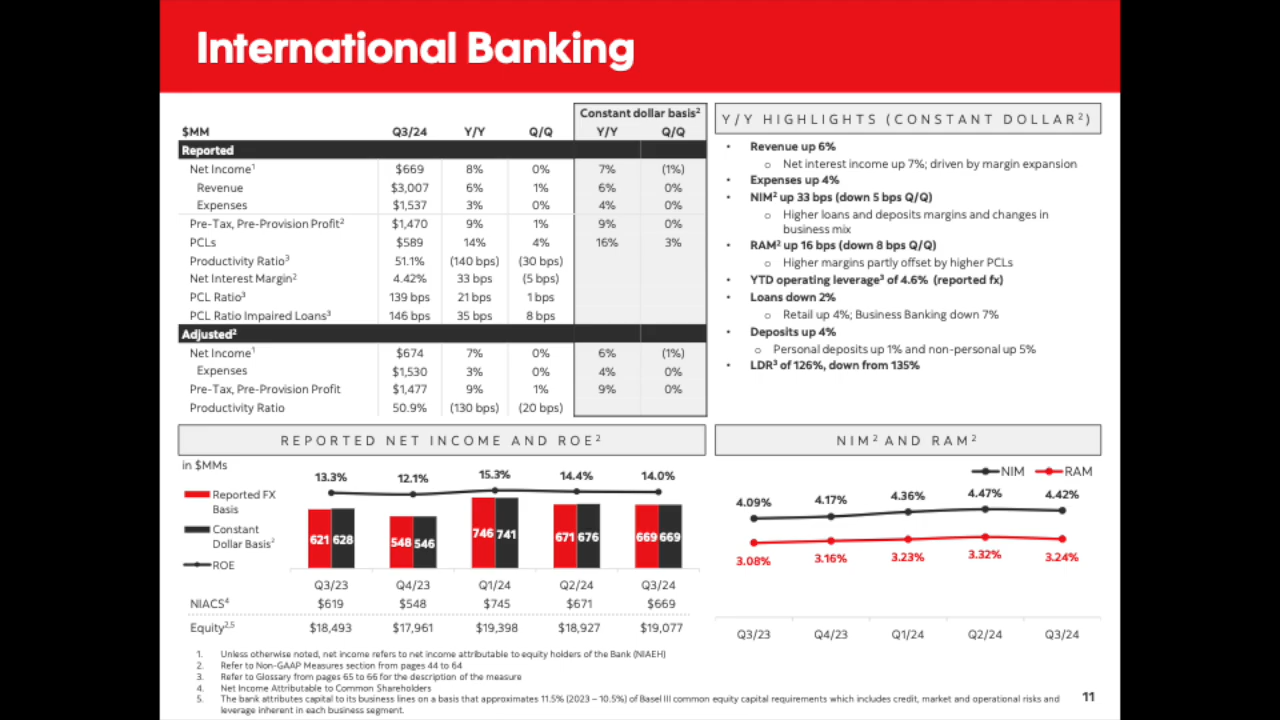 International Banking
Constant dollar basis²
$MM Q3/24 Y/Y Q/Q Y/Y Q/Q
Reported
Net Income¹ $669 8% 0% 7% (1%)
Revenue $3,007 6% 1% 6% 0%
Expenses $1,537 3% 0% 4% 0%
Pre-Tax, Pre-Provision Profit² $1,470 9% 1% 9% 0%
PCLs $589 14% 4% 16% 3%
Productivity Ratio³ 51.1% (140 bps) (30 bps)
Net Interest Margin² 4.42% 33 bps (5 bps)
PCL Ratio³ 139 bps 21 bps 1 bps
PCL Ratio Impaired Loans³ 146 bps 35 bps 8 bps
Adjusted²
Net Income¹ $674 7% 0% 6% (1%)
Expenses $1,530 3% 0% 4% 0%
Pre-Tax, Pre-Provision Profit $1,477 9% 1% 9% 0%
Productivity Ratio 50.9% (130 bps) (20 bps)
Y/Y HIGHLIGHTS (CONSTANT DOLLAR²)
• Revenue up 6%
o Net interest income up 7%; driven by margin expansion
• Expenses up 4%
• NIM² up 33 bps (down 5 bps Q/Q)
o Higher loans and deposits margins and changes in
business mix
• RAM² up 16 bps (down 8 bps Q/Q)
o Higher margins partly offset by higher PCLs
• YTD operating leverage³ of 4.6% (reported fx)
• Loans down 2%
o Retail up 4%; Business Banking down 7%
• Deposits up 4%
o Personal deposits up 1% and non-personal up 5%
• LDR³ of 126%, down from 135%
REPORTED NET INCOME AND ROE²
in $MMs
Reported FX
Basis
Constant
Dollar Basis²
ROE
13.3% 12.1% 15.3% 14.4% 14.0%
621 628 548 546 746 741 671 676 669 669
Q3/23 Q4/23 Q1/24 Q2/24 Q3/24
NIACS⁴ $619 $548 $745 $671 $669
Equity²,⁵ $18,493 $17,961 $19,398 $18,927 $19,077
NIM² AND RAM²
NIM RAM
4.09% 4.17% 4.36% 4.47% 4.42%
3.08% 3.16% 3.23% 3.32% 3.24%
Q3/23 Q4/23 Q1/24 Q2/24 Q3/24
1. Unless otherwise noted, net income refers to net income attributable to equity holders of the Bank (NIAEH)
2. Refer to Non-GAAP Measures section from pages 44 to 64
3. Refer to Glossary from pages 65 to 66 for the description of the measure
4. Net Income Attributable to Common Shareholders
5. The bank attributes capital to its business lines on a basis that approximates 11.5% (2023 – 10.5%) of Basel III common equity capital requirements which includes credit, market and operational risks and
leverage inherent in each business segment.
11